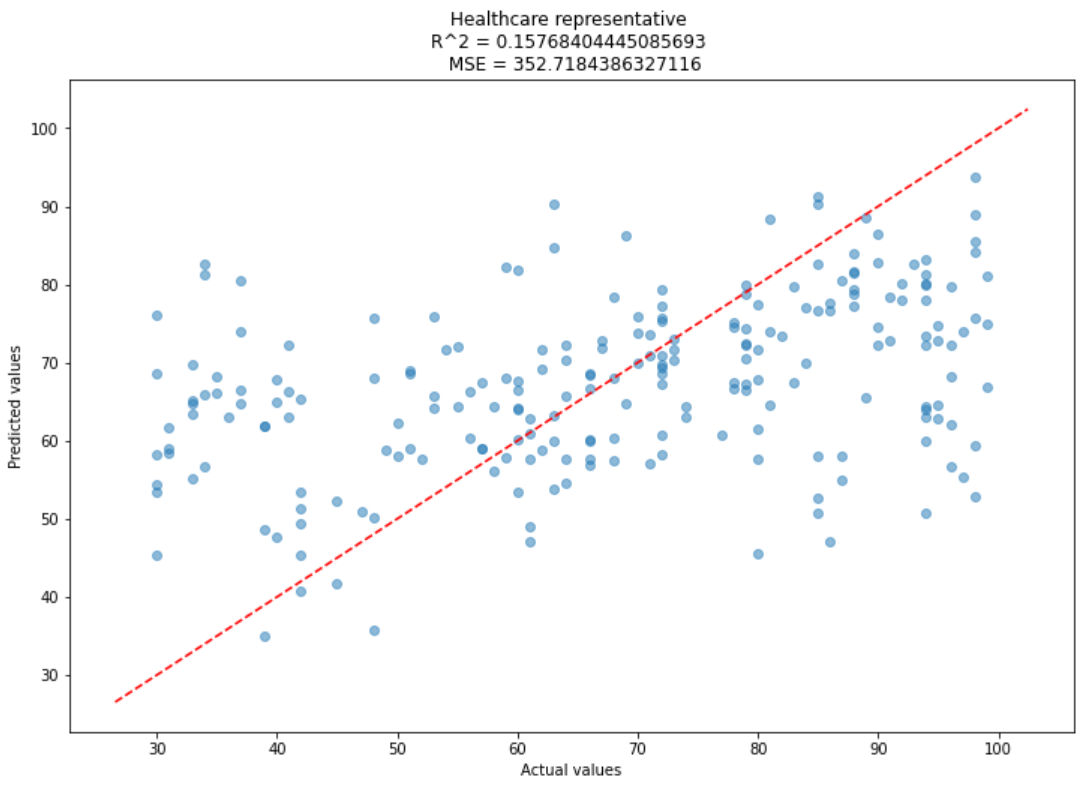 Healthcare representative
R^2 = 0.15768404445085693
MSE = 352.7184386327116
100
90
80
70
60
50
40
30
Predicted values
30 40 50 60 70 80 90 100
Actual values